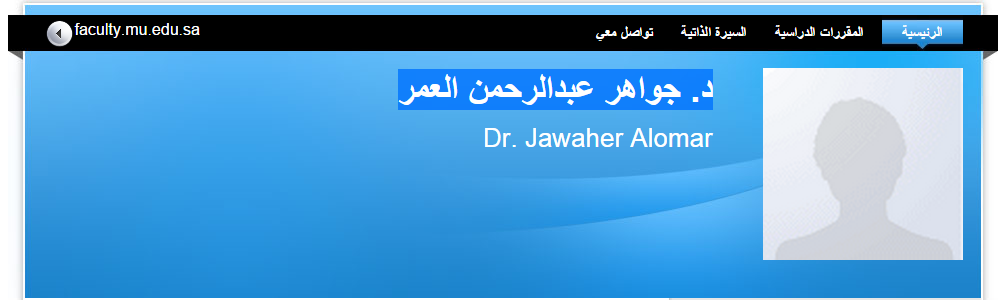 الرئيسية المقررات الدراسية السيرة الذاتية تواصل معي faculty.mu.edu.sa
د. جواهر عبدالرحمن العمر
Dr. Jawaher Alomar